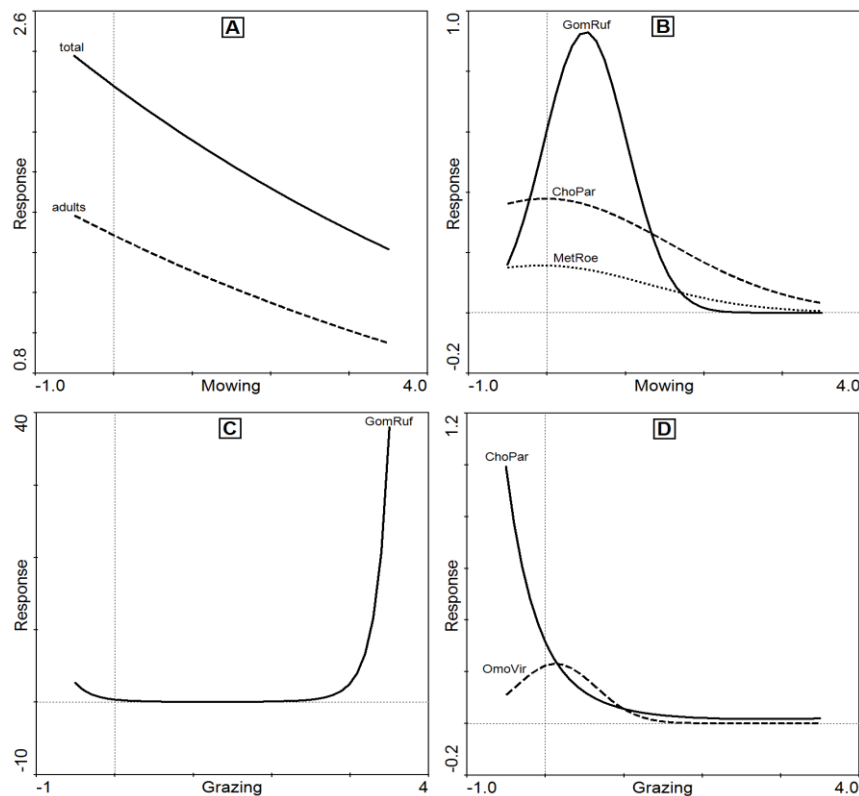 2.6
A
total
adults
Response
0.8
-1.0
Mowing
4.0
1.0
B
GomRuf
ChoPar
MetRoe
Response
-0.2
-1.0
Mowing
4.0
40
C
GomRuf
Response
-10
-1
Grazing
4
1.2
D
ChoPar
OmoVir
Response
-0.2
-1.0
Grazing
4.0